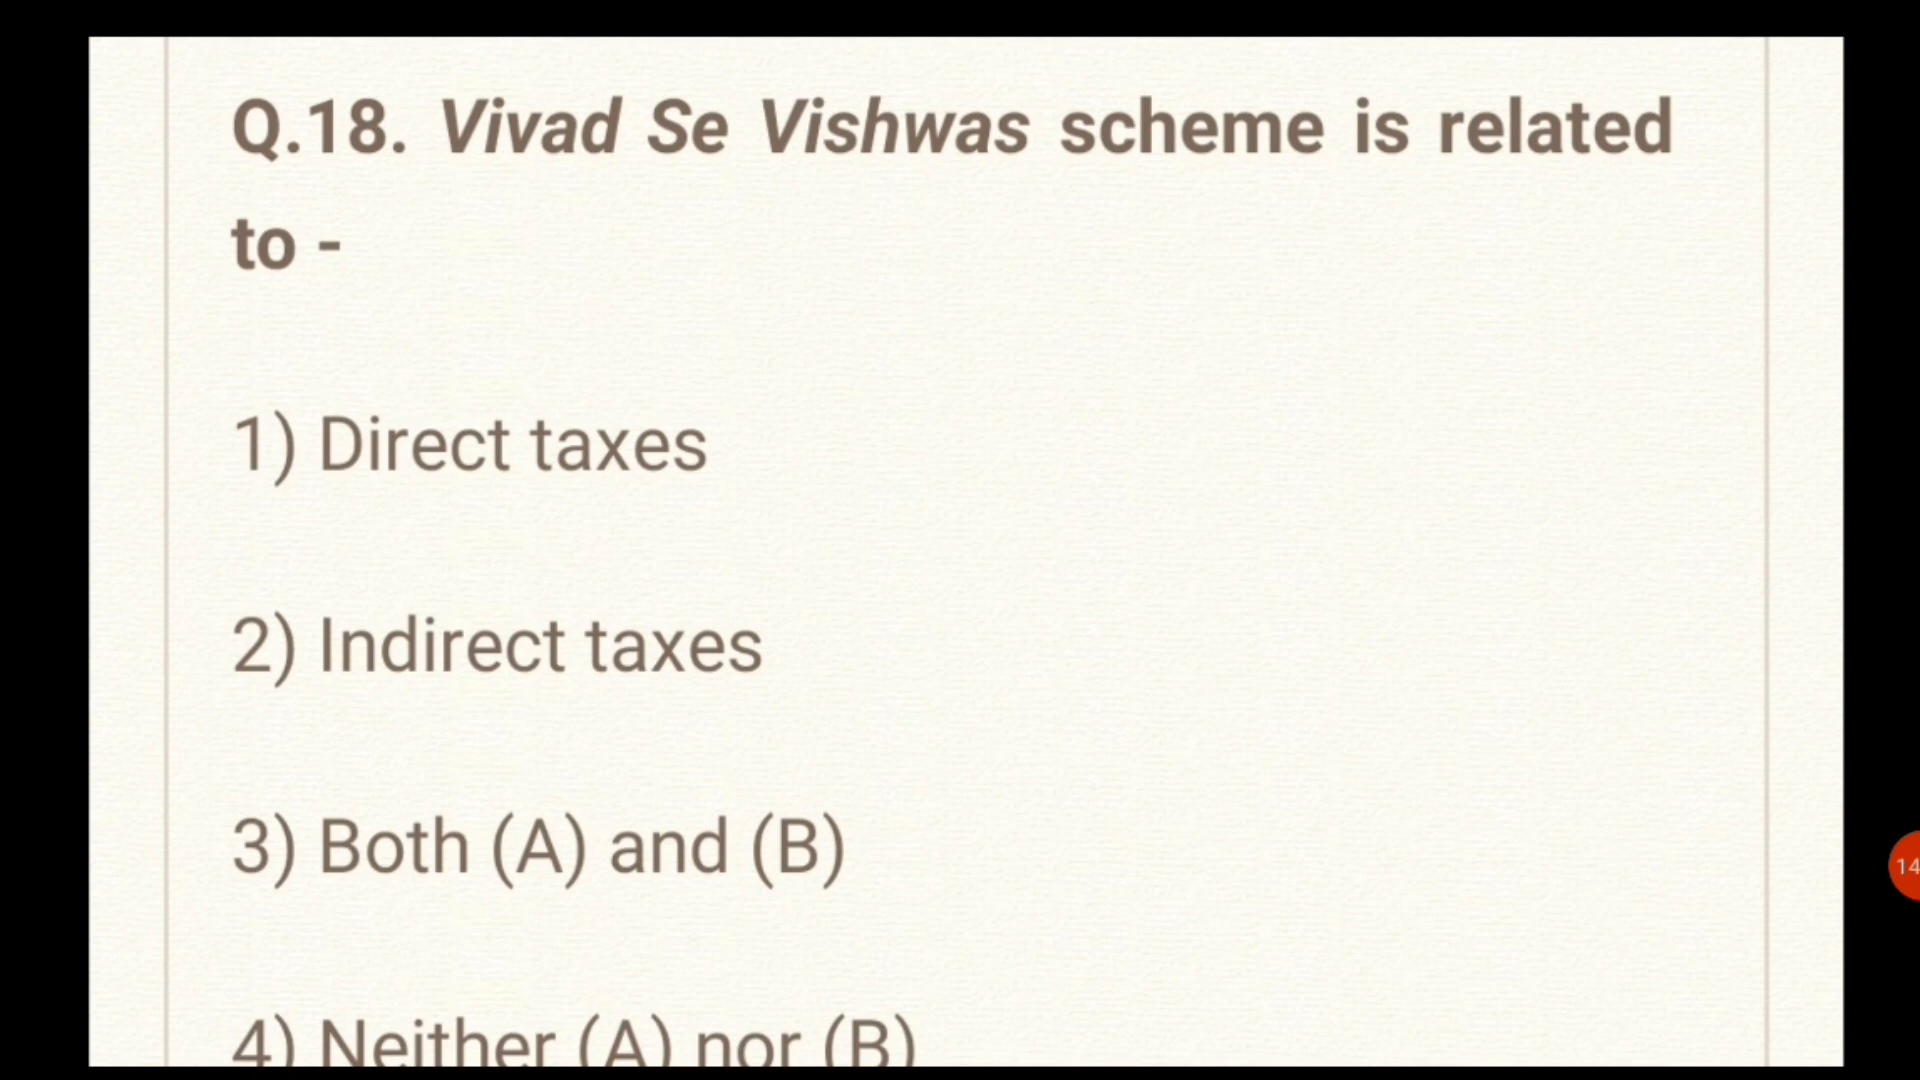 Q.18. Vivad Se Vishwas scheme is related
to -
1) Direct taxes
2) Indirect taxes
3) Both (A) and (B)
4) Neither (A) nor (B)
14